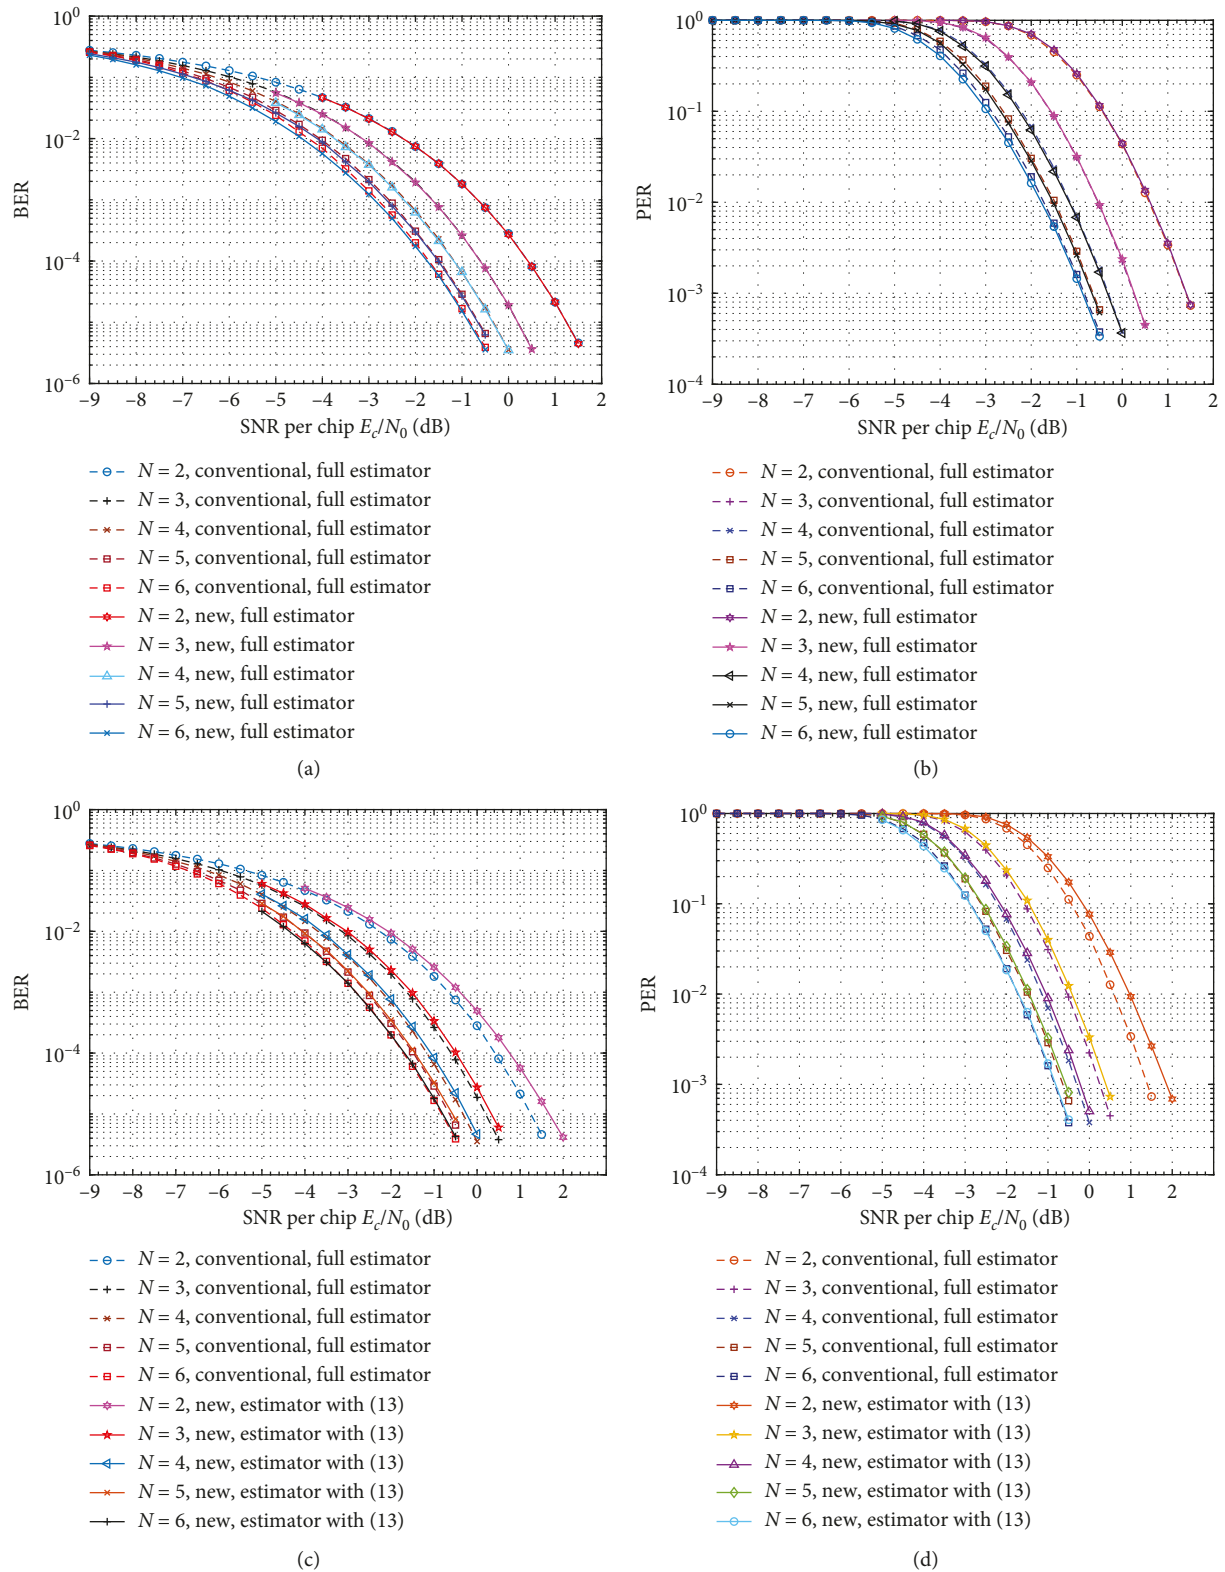 10^0
10^-2
10^-4
10^-6
BER
–9 –8 –7 –6 –5 –4 –3 –2 –1 0 1 2
SNR per chip E_c/N_0 (dB)
N = 2, conventional, full estimator
N = 3, conventional, full estimator
N = 4, conventional, full estimator
N = 5, conventional, full estimator
N = 6, conventional, full estimator
N = 2, new, full estimator
N = 3, new, full estimator
N = 4, new, full estimator
N = 5, new, full estimator
N = 6, new, full estimator
(a)
10^0
10^-1
10^-2
10^-3
10^-4
PER
–9 –8 –7 –6 –5 –4 –3 –2 –1 0 1 2
SNR per chip E_c/N_0 (dB)
N = 2, conventional, full estimator
N = 3, conventional, full estimator
N = 4, conventional, full estimator
N = 5, conventional, full estimator
N = 6, conventional, full estimator
N = 2, new, full estimator
N = 3, new, full estimator
N = 4, new, full estimator
N = 5, new, full estimator
N = 6, new, full estimator
(b)
10^0
10^-2
10^-4
10^-6
BER
–9 –8 –7 –6 –5 –4 –3 –2 –1 0 1 2
SNR per chip E_c/N_0 (dB)
N = 2, conventional, full estimator
N = 3, conventional, full estimator
N = 4, conventional, full estimator
N = 5, conventional, full estimator
N = 6, conventional, full estimator
N = 2, new, estimator with (13)
N = 3, new, estimator with (13)
N = 4, new, estimator with (13)
N = 5, new, estimator with (13)
N = 6, new, estimator with (13)
(c)
10^0
10^-1
10^-2
10^-3
10^-4
PER
–9 –8 –7 –6 –5 –4 –3 –2 –1 0 1 2 3
SNR per chip E_c/N_0 (dB)
N = 2, conventional, full estimator
N = 3, conventional, full estimator
N = 4, conventional, full estimator
N = 5, conventional, full estimator
N = 6, conventional, full estimator
N = 2, new, estimator with (13)
N = 3, new, estimator with (13)
N = 4, new, estimator with (13)
N = 5, new, estimator with (13)
N = 6, new, estimator with (13)
(d)